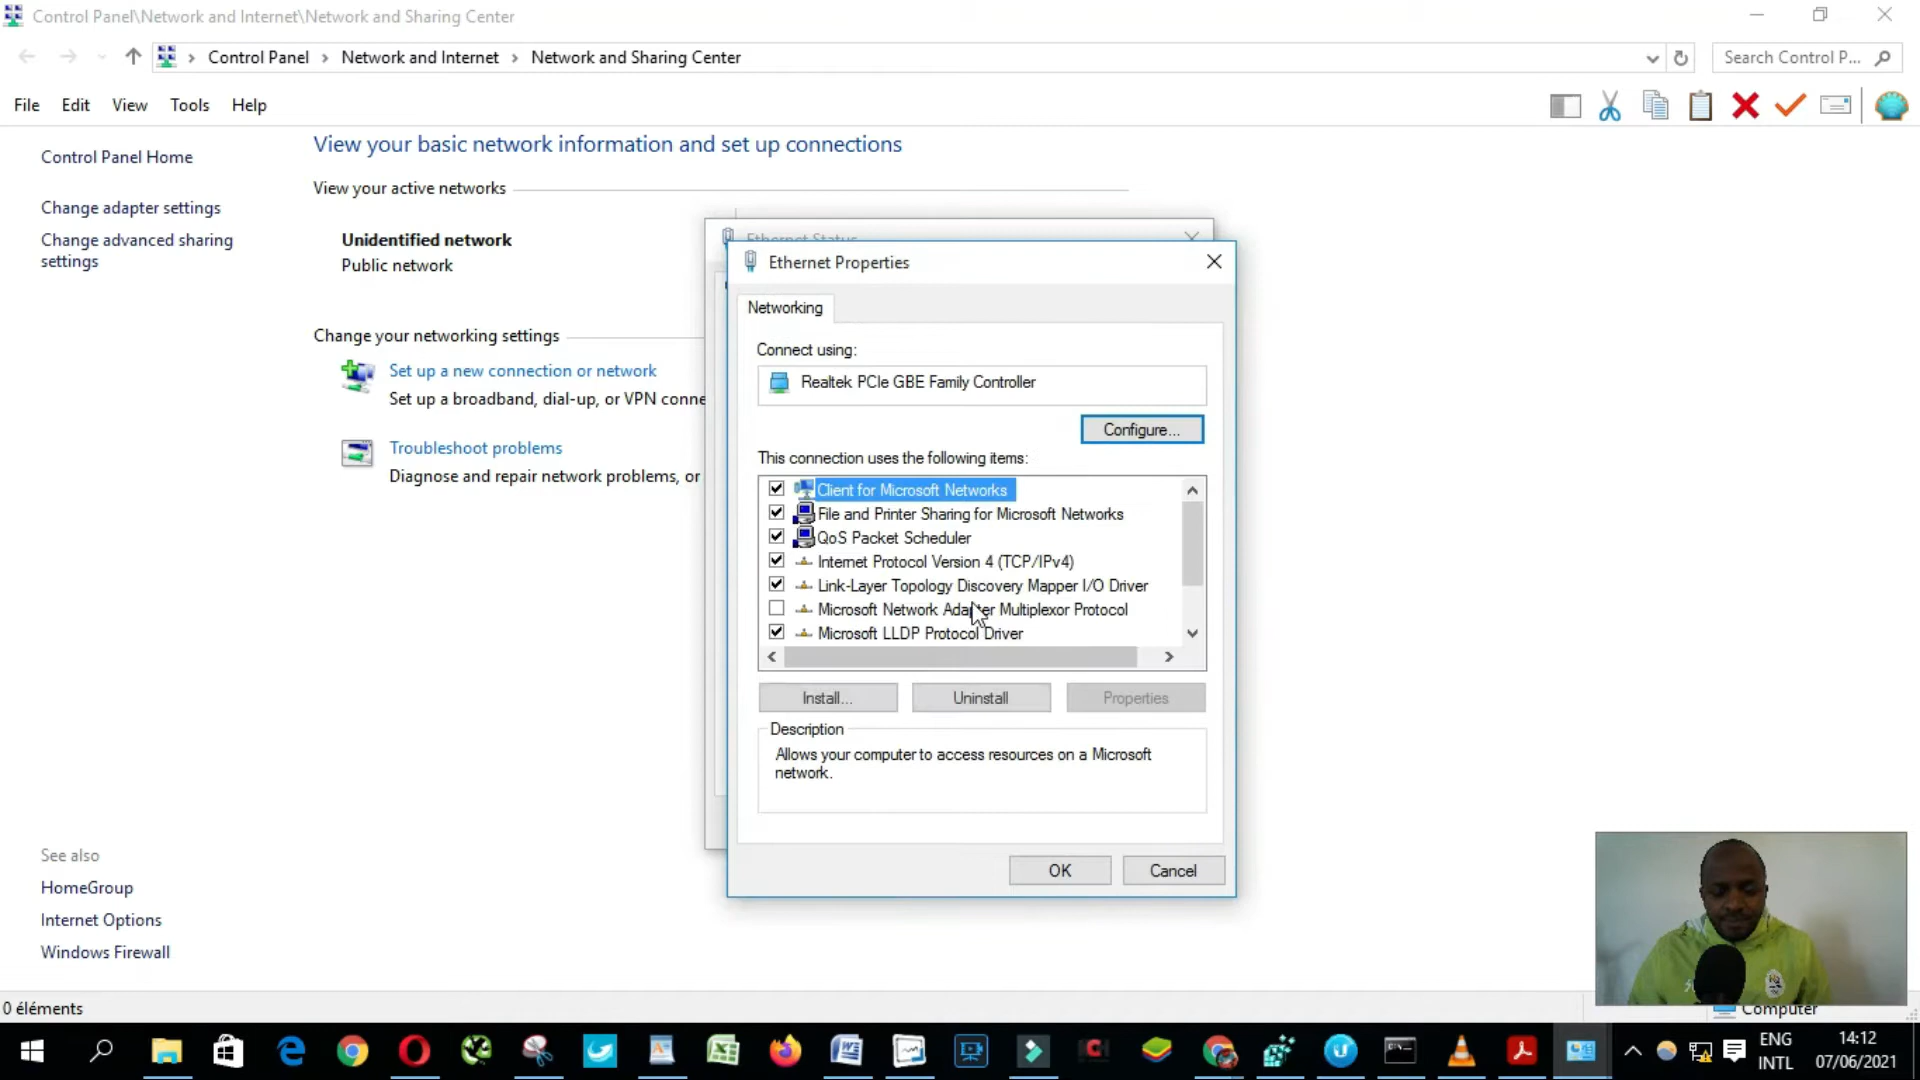 Control Panel\Network and Internet\Network and Sharing Center
Control Panel › Network and Internet › Network and Sharing Center
Search Control P...
File Edit View Tools Help
Control Panel Home
Change adapter settings
Change advanced sharing
settings
View your basic network information and set up connections
View your active networks
Unidentified network
Public network
Change your networking settings
Set up a new connection or network
Set up a broadband, dial-up, or VPN conne
Troubleshoot problems
Diagnose and repair network problems, or
Ethernet Status
Ethernet Properties
Networking
Connect using:
Realtek PCIe GBE Family Controller
Configure...
This connection uses the following items:
Client for Microsoft Networks
File and Printer Sharing for Microsoft Networks
QoS Packet Scheduler
Internet Protocol Version 4 (TCP/IPv4)
Link-Layer Topology Discovery Mapper I/O Driver
Microsoft Network Adapter Multiplexor Protocol
Microsoft LLDP Protocol Driver
Install... Uninstall Properties
Description
Allows your computer to access resources on a Microsoft
network.
OK Cancel
See also
HomeGroup
Internet Options
Windows Firewall
0 éléments
Computer
ENG
INTL
14:12
07/06/2021